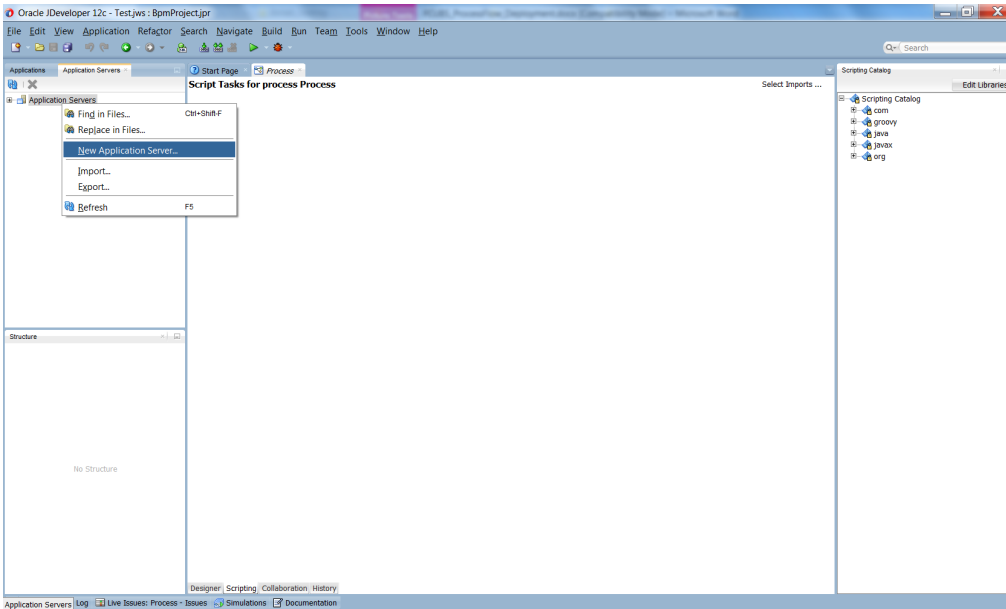 Oracle JDeveloper 12c - Test.jws : BpmProject.jpr
File Edit View Application Refactor Search Navigate Build Run Team Tools Window Help
Search
Applications Application Servers
Start Page Process
Scripting Catalog
Script Tasks for process Process
Select Imports ...
Edit Libraries
Application Servers
Find in Files... Ctrl+Shift-F
Replace in Files...
New Application Server...
Import...
Export...
Refresh F5
Scripting Catalog
com
groovy
java
javax
org
Structure
No Structure
Designer Scripting Collaboration History
Application Servers Log Live Issues: Process - Issues Simulations Documentation